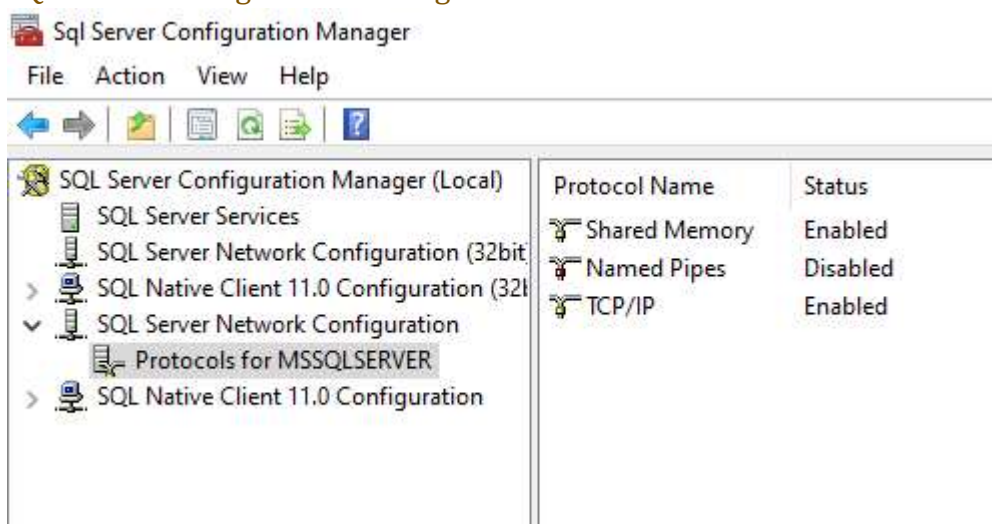 Sql Server Configuration Manager
File Action View Help
SQL Server Configuration Manager (Local)
SQL Server Services
SQL Server Network Configuration (32bit
SQL Native Client 11.0 Configuration (32
SQL Server Network Configuration
Protocols for MSSQLSERVER
SQL Native Client 11.0 Configuration
Protocol Name Status
Shared Memory Enabled
Named Pipes Disabled
TCP/IP Enabled